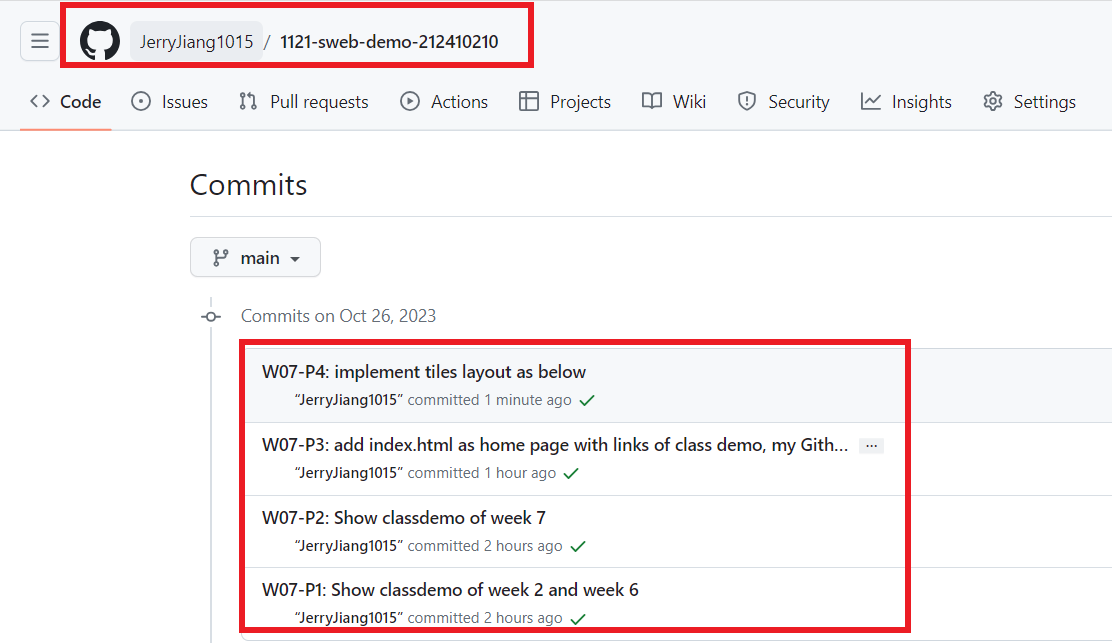 JerryJiang1015 / 1121-sweb-demo-212410210
Code Issues Pull requests Actions Projects Wiki Security Insights Settings
Commits
main
Commits on Oct 26, 2023
W07-P4: implement tiles layout as below
“JerryJiang1015” committed 1 minute ago
W07-P3: add index.html as home page with links of class demo, my Gith... ...
“JerryJiang1015” committed 1 hour ago
W07-P2: Show classdemo of week 7
“JerryJiang1015” committed 2 hours ago
W07-P1: Show classdemo of week 2 and week 6
“JerryJiang1015” committed 2 hours ago